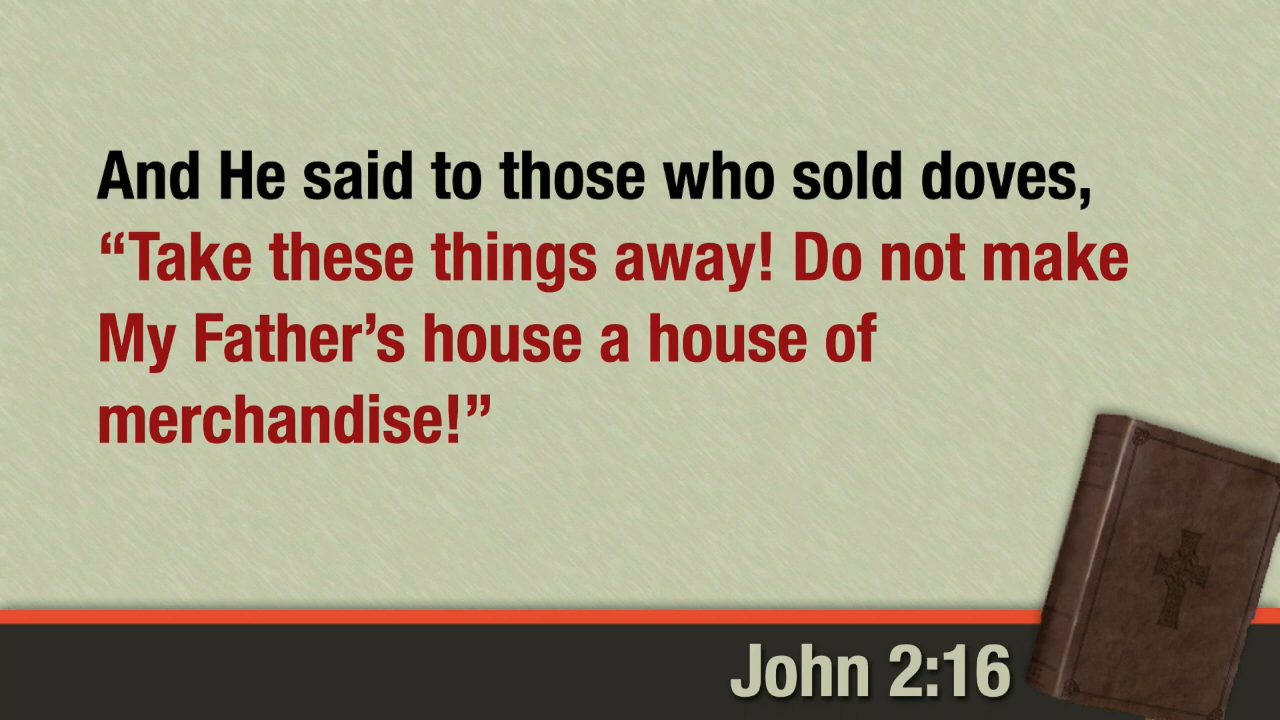 And He said to those who sold doves,
“Take these things away! Do not make
My Father’s house a house of
merchandise!”
John 2:16